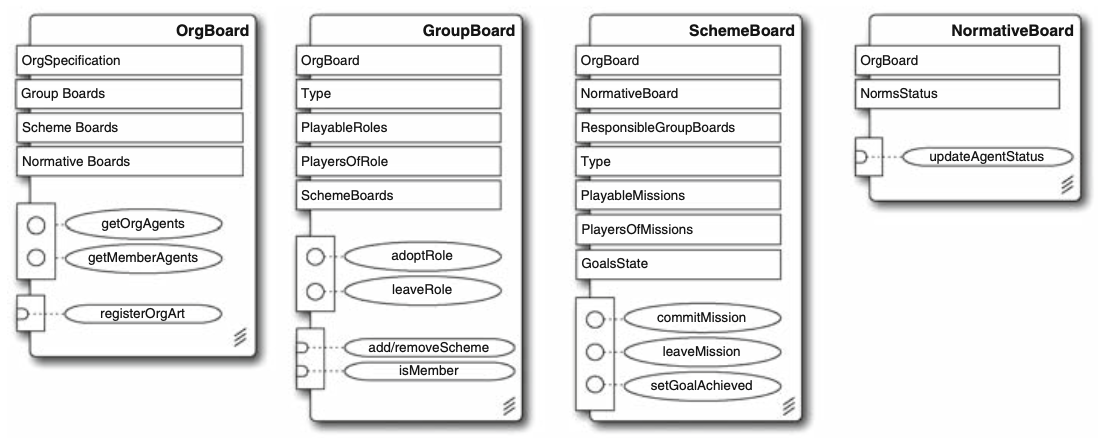 OrgBoard
OrgSpecification
Group Boards
Scheme Boards
Normative Boards
getOrgAgents
getMemberAgents
registerOrgArt
GroupBoard
OrgBoard
Type
PlayableRoles
PlayersOfRole
SchemeBoards
adoptRole
leaveRole
add/removeScheme
isMember
SchemeBoard
OrgBoard
NormativeBoard
ResponsibleGroupBoards
Type
PlayableMissions
PlayersOfMissions
GoalsState
commitMission
leaveMission
setGoalAchieved
NormativeBoard
OrgBoard
NormsStatus
updateAgentStatus